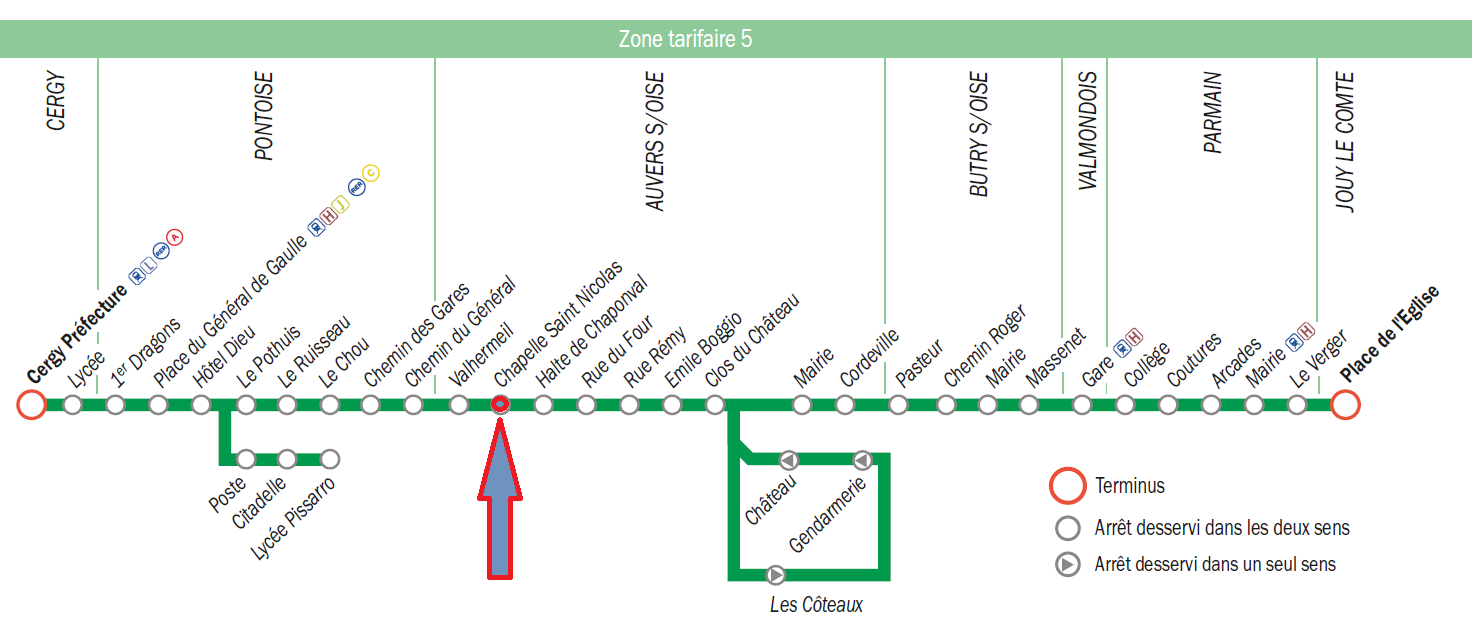 Zone tarifaire 5
CERGY
PONTOISE
AUVERS S/OISE
BUTRY S/OISE
VALMONDOIS
PARMAIN
JOUY LE COMTE
Cergy Préfecture L RER A
Lycée
1er Dragons
Place du Général de Gaulle H J RER C
Hôtel Dieu
Le Pothuis
Le Ruisseau
Le Chou
Chemin des Gares
Chemin du Général
Valhermeil
Chapelle Saint Nicolas
Halte de Chaponval
Rue du Four
Rue Rémy
Emile Boggio
Clos du Château
Mairie
Cordeville
Pasteur
Chemin Roger
Mairie
Massenet
Gare H
Collège
Coutures
Arcades
Mairie H
Le Verger
Place de l'Eglise
Poste
Citadelle
Lycée Pissarro
Château
Gendarmerie
Les Côteaux
Terminus
Arrêt desservi dans les deux sens
Arrêt desservi dans un seul sens